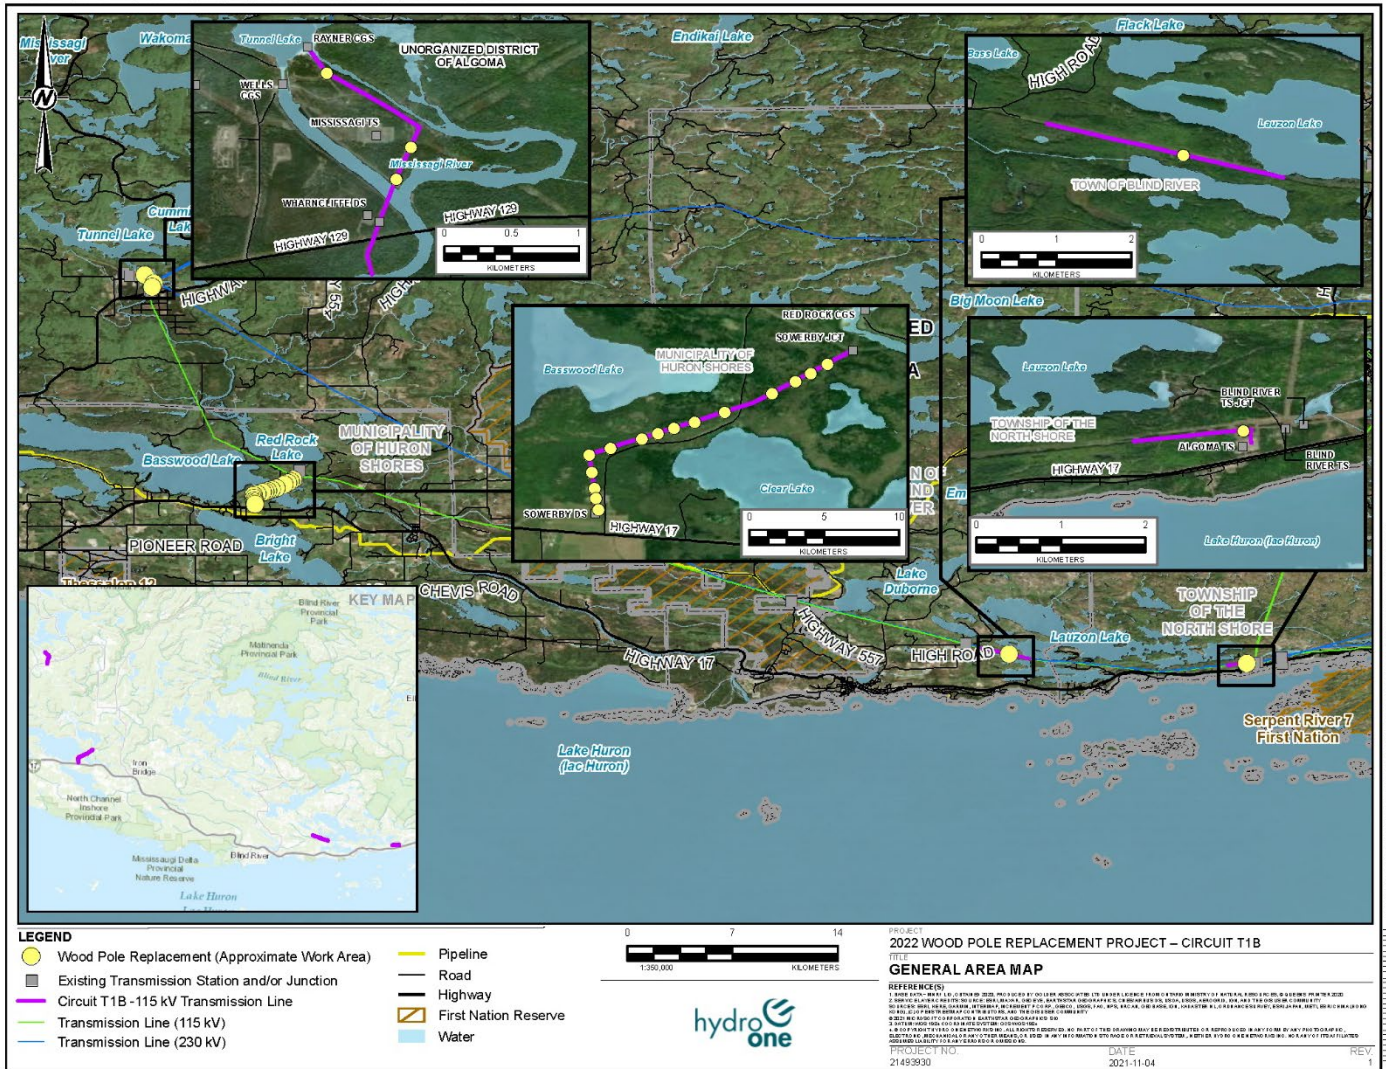 N
Mississagi
River
Wakoma
Endikai Lake
Flack Lake
Tunnel Lake
RAYNER CGS
UNORGANIZED DISTRICT
OF ALGOMA
WELLS
CGS
MISSISSAGI TS
Mississagi River
WHARNCLIFFE DS
HIGHWAY 129
HIGHWAY 129
0 0.5 1
KILOMETERS
Bass Lake
HIGH ROAD
Lauzon Lake
TOWN OF BLIND RIVER
0 1 2
KILOMETERS
Tunnel Lake
Big Moon Lake
RED ROCK CGS
SOWERBY JCT
MUNICIPALITY OF
HURON SHORES
Basswood Lake
Clear Lake
SOWERBY DS
HIGHWAY 17
0 5 10
KILOMETERS
Lauzon Lake
BLIND RIVER
TS JCT
TOWNSHIP OF THE
NORTH SHORE
ALGOMA TS
BLIND
RIVER TS
HIGHWAY 17
Lake Huron (lac Huron)
0 1 2
KILOMETERS
MUNICIPALITY
OF HURON
SHORES
Red Rock
Lake
Basswood Lake
PIONEER ROAD
Bright
Lake
Thessalon 12
CHEVIS ROAD
Lake
Duborne
HIGHWAY 557
HIGH ROAD
Lauzon Lake
TOWNSHIP
OF THE
NORTH SHORE
HIGHWAY 17
Serpent River 7
First Nation
Lake Huron
(lac Huron)
KEY MAP
Blind River
Provincial
Park
Matinenda
Provincial Park
Blind River
17
Iron
Bridge
North Channel
Inshore
Provincial Park
Blind River
Mississaugi Delta
Provincial
Nature Reserve
Lake Huron
LEGEND
Wood Pole Replacement (Approximate Work Area)
Existing Transmission Station and/or Junction
Circuit T1B -115 kV Transmission Line
Transmission Line (115 kV)
Transmission Line (230 kV)
Pipeline
Road
Highway
First Nation Reserve
Water
0 7 14
1:350,000 KILOMETERS
hydro
one
PROJECT
2022 WOOD POLE REPLACEMENT PROJECT – CIRCUIT T1B
TITLE
GENERAL AREA MAP
REFERENCE(S)
PROJECT NO. DATE REV.
21493930 2021-11-04 1